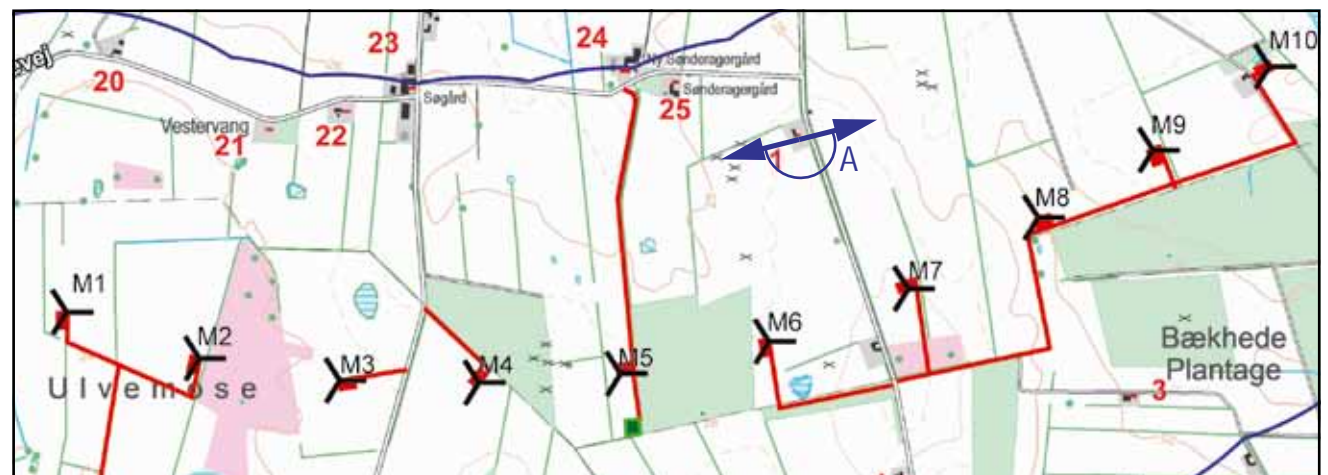 evej
20
Vestervang
21
22
23
Søgård
24
Ny Sønderagergård
25
Sønderagergård
1
A
M10
M9
M8
M7
M1
M2
M3
M4
M5
M6
Ulvemose
Bækhede
Plantage
3